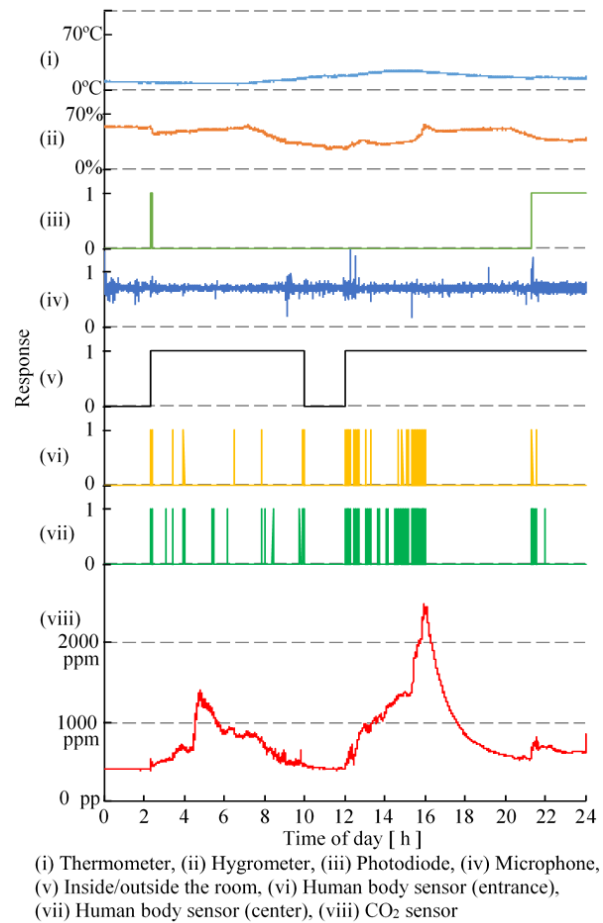 70ºC
(i)
0ºC
70%
(ii)
0%
1
(iii)
0
1
(iv)
0
1
(v)
0
1
(vi)
0
1
(vii)
0
(viii)
2000
ppm
1000
ppm
0 pp
Response
0 2 4 6 8 10 12 14 16 18 20 22 24
Time of day [ h ]
(i) Thermometer, (ii) Hygrometer, (iii) Photodiode, (iv) Microphone,
(v) Inside/outside the room, (vi) Human body sensor (entrance),
(vii) Human body sensor (center), (viii) CO₂ sensor